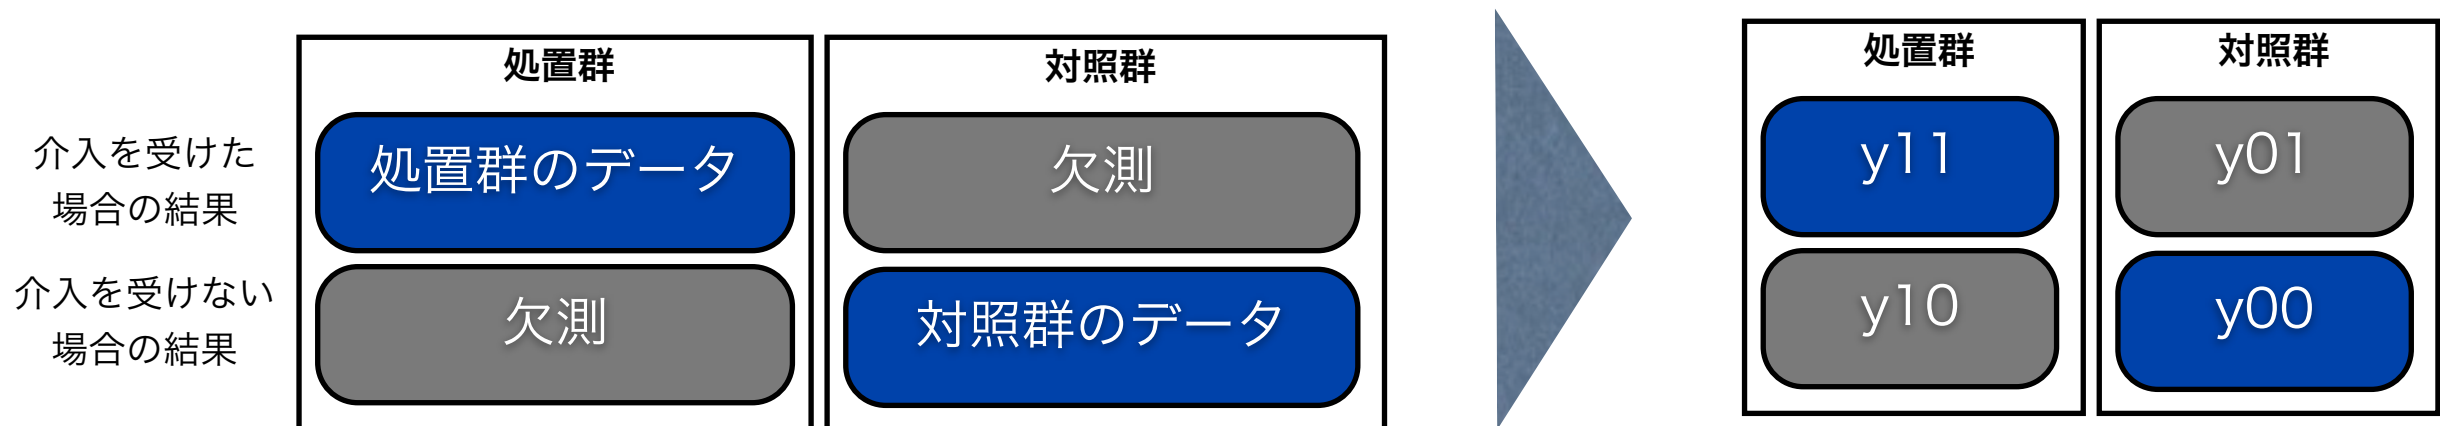 処置群
対照群
介入を受けた
場合の結果
処置群のデータ
欠測
介入を受けない
場合の結果
欠測
対照群のデータ
処置群
対照群
y11
y01
y10
y00